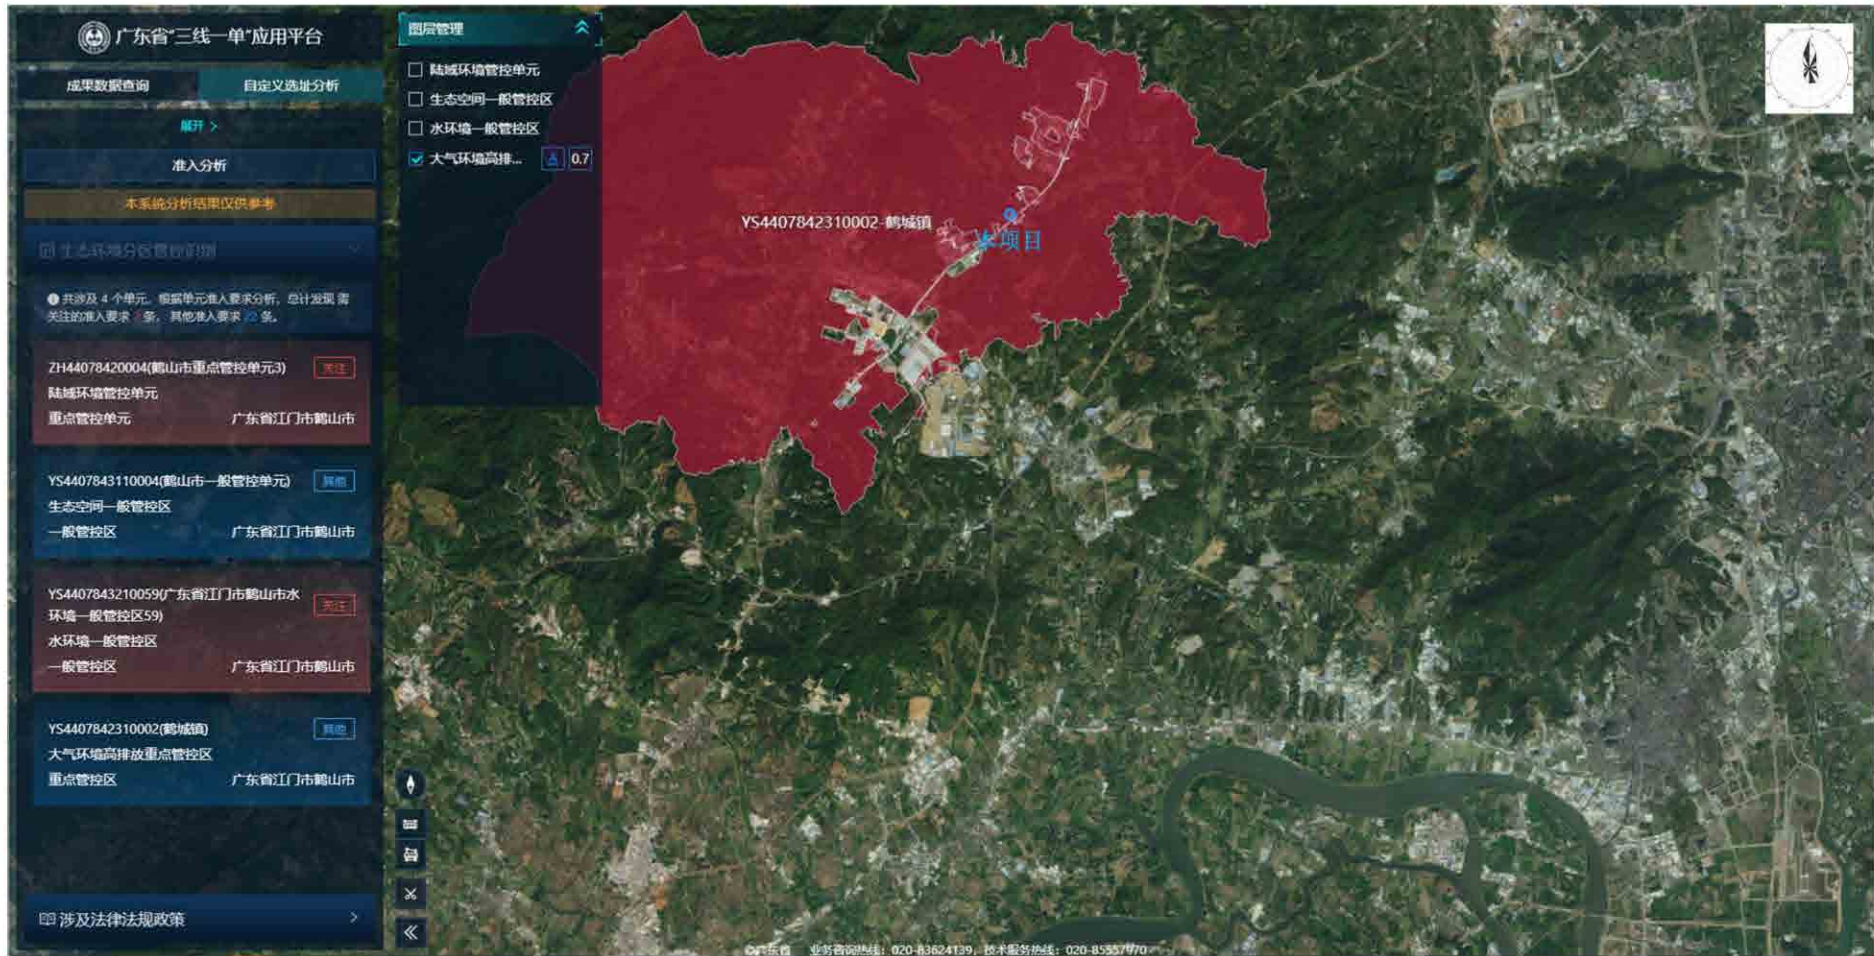 广东省“三线一单”应用平台
成果数据查询
自定义选址分析
展开 >
准入分析
本系统分析结果仅供参考
生态环境分区管控识别
共涉及 4 个单元，根据单元准入要求分析，总计发现 需
关注的准入要求 条， 其他准入要求 22 条。
ZH44078420004(鹤山市重点管控单元3)
关注
陆域环境管控单元
重点管控单元
广东省江门市鹤山市
YS4407843110004(鹤山市一般管控单元)
其他
生态空间一般管控区
一般管控区
广东省江门市鹤山市
YS4407843210059(广东省江门市鹤山市水
环境一般管控区59)
关注
水环境一般管控区
一般管控区
广东省江门市鹤山市
YS4407842310002(鹤城镇)
其他
大气环境高排放重点管控区
重点管控区
广东省江门市鹤山市
涉及法律法规政策
图层管理
陆域环境管控单元
生态空间一般管控区
水环境一般管控区
大气环境高排...
0.7
YS4407842310002-鹤城镇
本项目
©广东省 业务咨询热线：020-83624139，技术服务热线：020-85557070